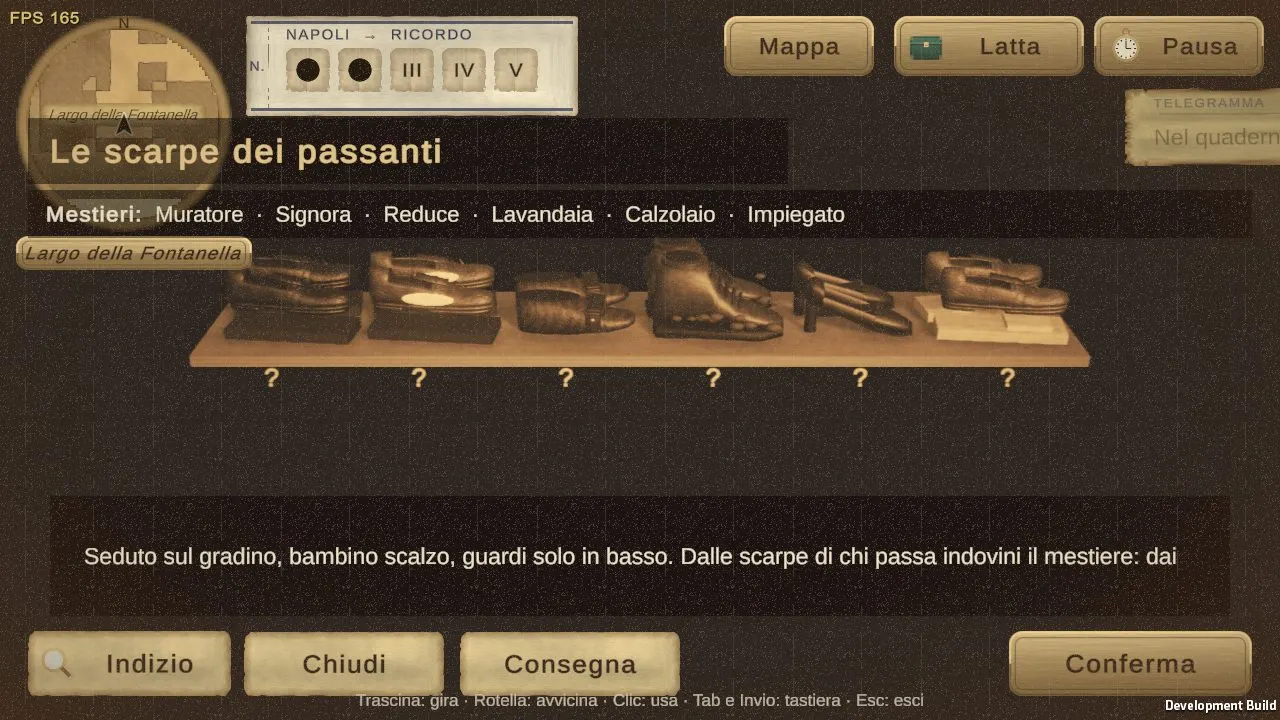 FPS 165
N
NAPOLI → RICORDO
N.
III IV V
Mappa
Latta
Pausa
TELEGRAMMA
Nel quadern
Largo della Fontanella
Le scarpe dei passanti
Mestieri: Muratore · Signora · Reduce · Lavandaia · Calzolaio · Impiegato
Largo della Fontanella
? ? ? ? ? ?
Seduto sul gradino, bambino scalzo, guardi solo in basso. Dalle scarpe di chi passa indovini il mestiere: dai
Indizio
Chiudi
Consegna
Conferma
Trascina: gira · Rotella: avvicina · Clic: usa · Tab e Invio: tastiera · Esc: esci
Development Build